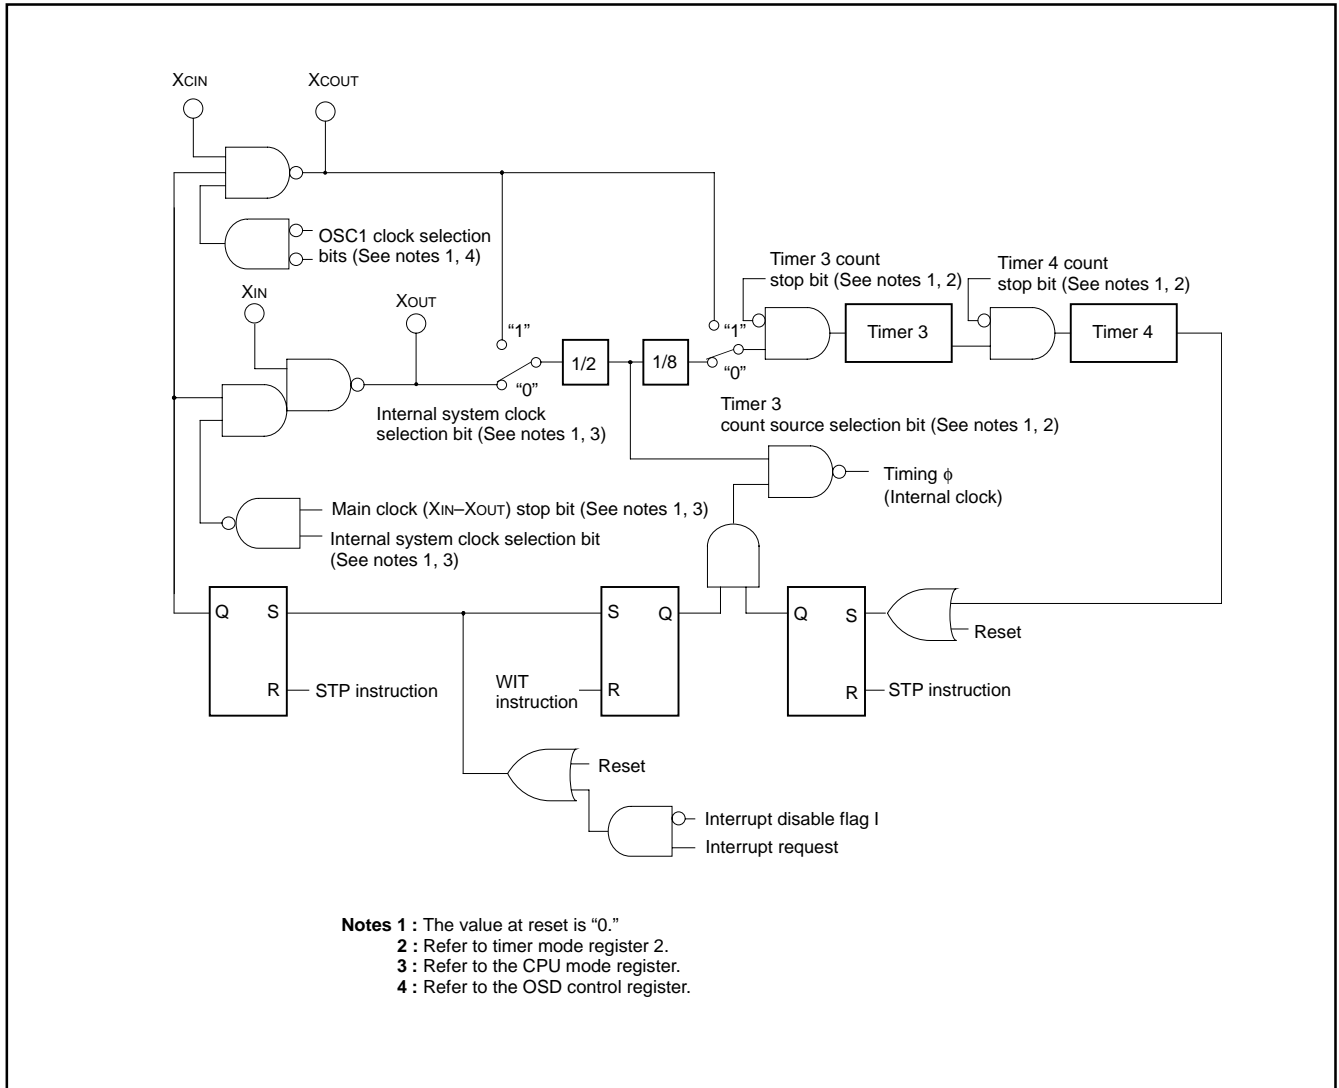 XCIN
XCOUT
OSC1 clock selection
bits (See notes 1, 4)
XIN
XOUT
“1”
“0”
Internal system clock
selection bit (See notes 1, 3)
1/2
1/8
“1”
“0”
Timer 3 count
stop bit (See notes 1, 2)
Timer 3
Timer 4 count
stop bit (See notes 1, 2)
Timer 4
Timer 3
count source selection bit (See notes 1, 2)
Timing ϕ
(Internal clock)
Main clock (XIN–XOUT) stop bit (See notes 1, 3)
Internal system clock selection bit
(See notes 1, 3)
Q
S
R
STP instruction
S
Q
WIT
instruction
R
Q
S
R
STP instruction
Reset
Reset
Interrupt disable flag I
Interrupt request
Notes 1 : The value at reset is “0.”
2 : Refer to timer mode register 2.
3 : Refer to the CPU mode register.
4 : Refer to the OSD control register.